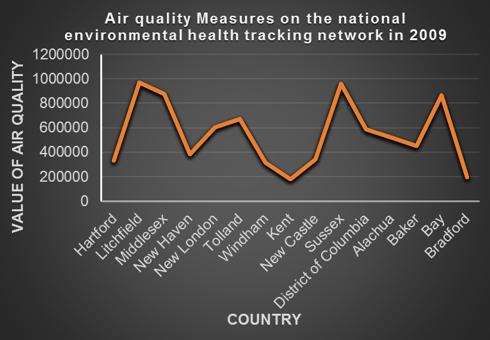 Air quality Measures on the national
environmental health tracking network in 2009
VALUE OF AIR QUALITY
1200000
1000000
800000
600000
400000
200000
0
Hartford
Litchfield
Middlesex
New Haven
New London
Tolland
Windham
Kent
New Castle
Sussex
District of Columbia
Alachua
Baker
Bay
Bradford
COUNTRY